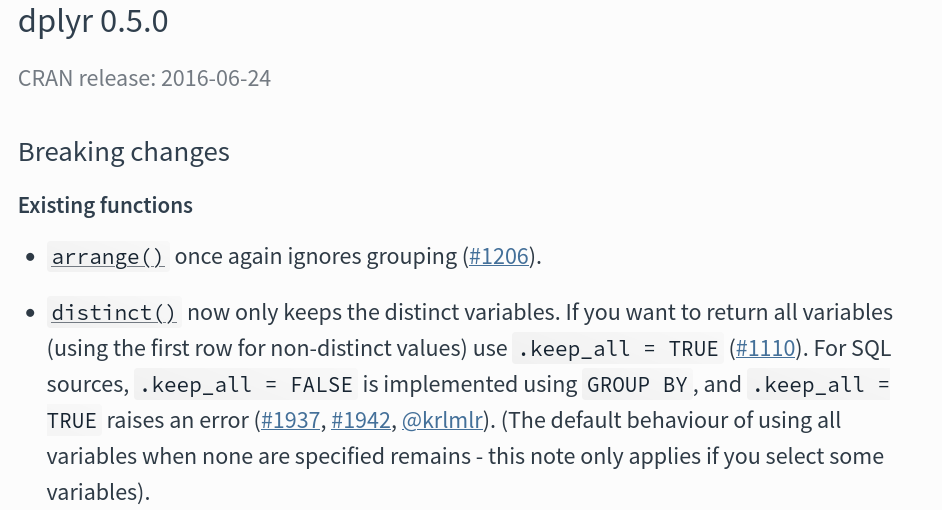 dplyr 0.5.0
CRAN release: 2016-06-24
Breaking changes
Existing functions
• arrange() once again ignores grouping (#1206).
• distinct() now only keeps the distinct variables. If you want to return all variables
(using the first row for non-distinct values) use .keep_all = TRUE (#1110). For SQL
sources, .keep_all = FALSE is implemented using GROUP BY, and .keep_all =
TRUE raises an error (#1937, #1942, @krlmlr). (The default behaviour of using all
variables when none are specified remains - this note only applies if you select some
variables).